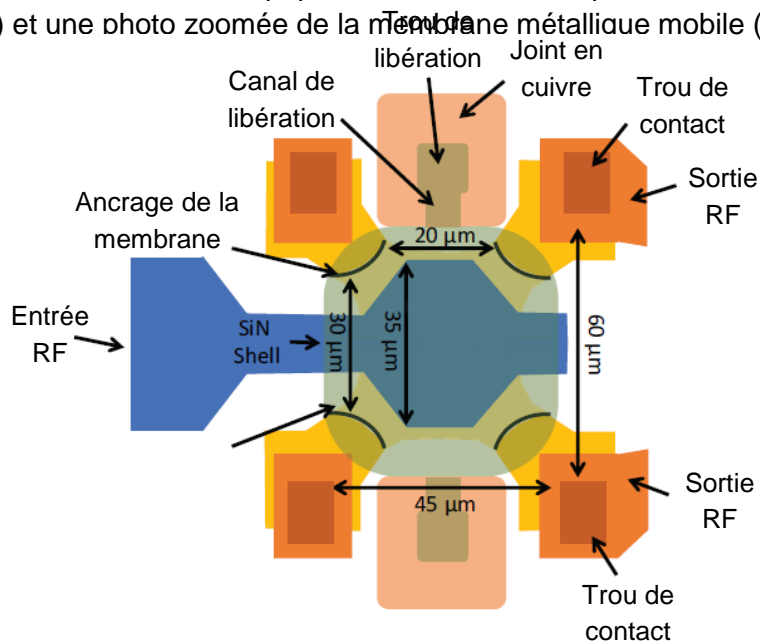 ) et une photo zoomée de la membrane métallique mobile (
Trou de
libération
Joint en
cuivre
Canal de
libération
Trou de
contact
Sortie
RF
Ancrage de la
membrane
20 µm
Entrée
RF
SiN
Shell
30 µm
35 µm
60 µm
45 µm
Sortie
RF
Trou de
contact